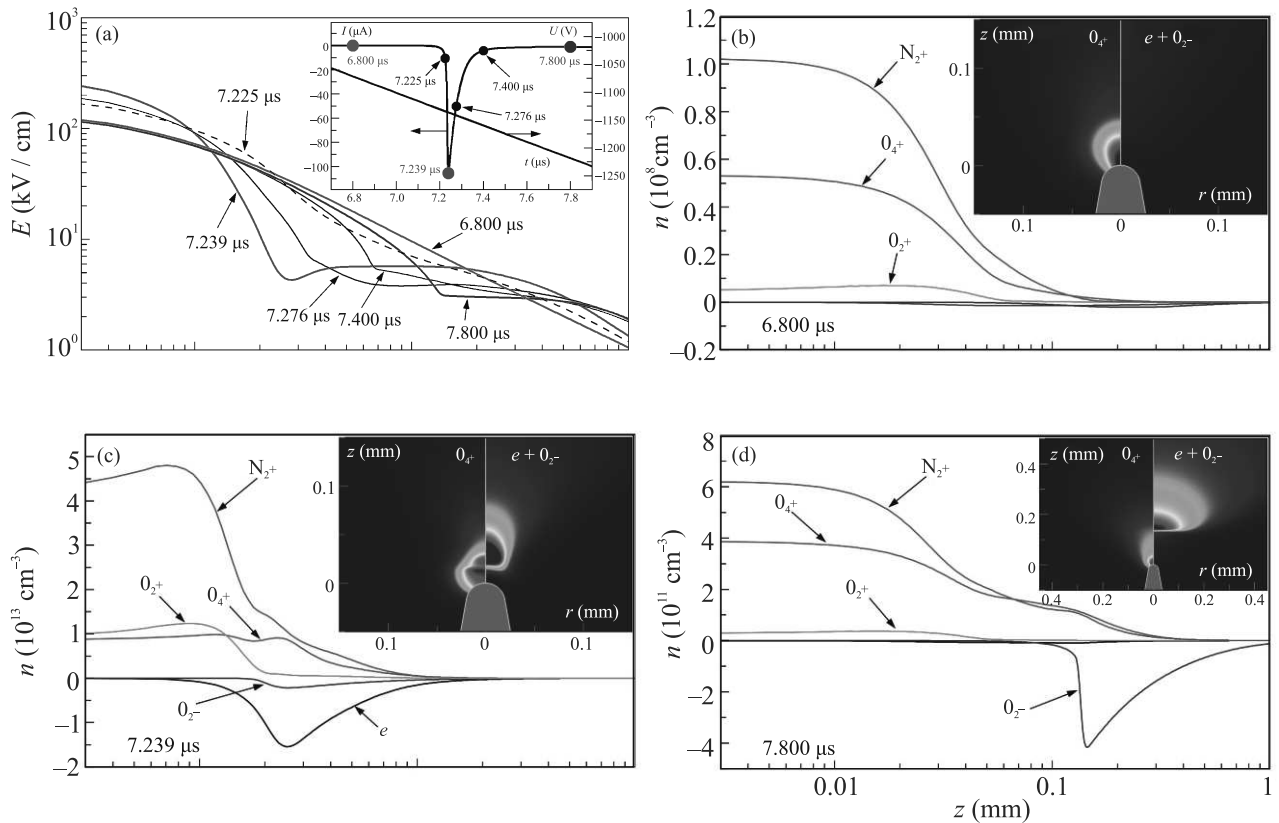 (a)
E (kV / cm)
10³
10²
10¹
10⁰
7.225 μs
7.239 μs
7.276 μs
7.400 μs
7.800 μs
6.800 μs
I (μA)
U (V)
0
−20
−40
−60
−80
−100
−1000
−1050
−1100
−1150
−1200
−1250
6.800 μs
7.225 μs
7.239 μs
7.276 μs
7.400 μs
7.800 μs
t (μs)
6.8 7.0 7.2 7.4 7.6 7.8
(b)
n (10⁸cm⁻³)
1.2
1.0
0.8
0.6
0.4
0.2
0
−0.2
N₂+
0₄+
0₂+
6.800 μs
z (mm) 0₄+ e + 0₂−
0.1
0
r (mm)
0.1 0 0.1
(c)
n (10¹³ cm⁻³)
5
4
3
2
1
0
−1
−2
N₂+
0₂+
0₄+
0₂−
e
7.239 μs
z (mm) 0₄+ e + 0₂−
0.1
0
r (mm)
0.1 0 0.1
(d)
n (10¹¹ cm⁻³)
8
6
4
2
0
−2
−4
N₂+
0₄+
0₂+
0₂−
7.800 μs
z (mm) 0₄+ e + 0₂−
0.4
0.2
0
r (mm)
0.4 0.2 0 0.2 0.4
0.01 0.1 1
z (mm)